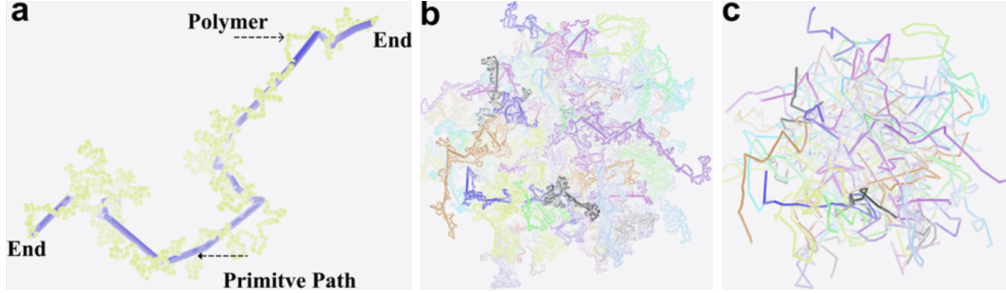 a
Polymer
End
End
Primitve Path
b
c